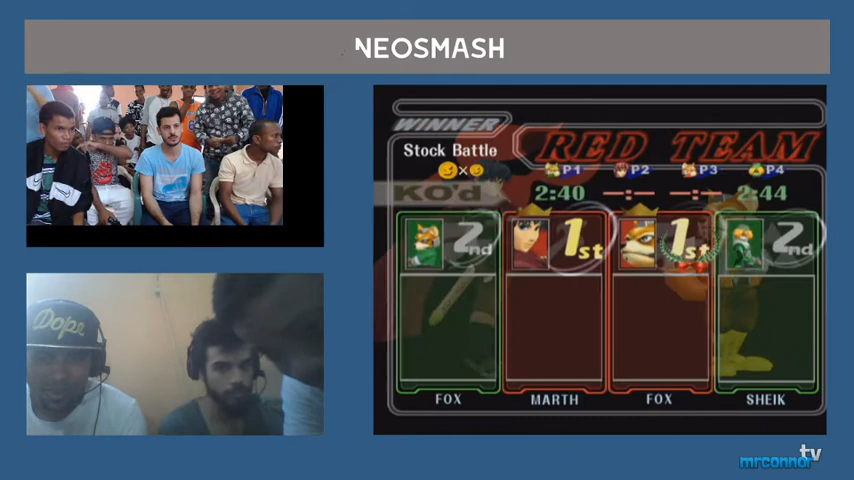 NEOSMASH
WINNER
RED TEAM
Stock Battle
P1 P2 P3 P4
KO'D 2:40 --:-- --:-- 2:44
2nd 1st 1st 2nd
FOX MARTH FOX SHEIK
Dope
mrconnor tv